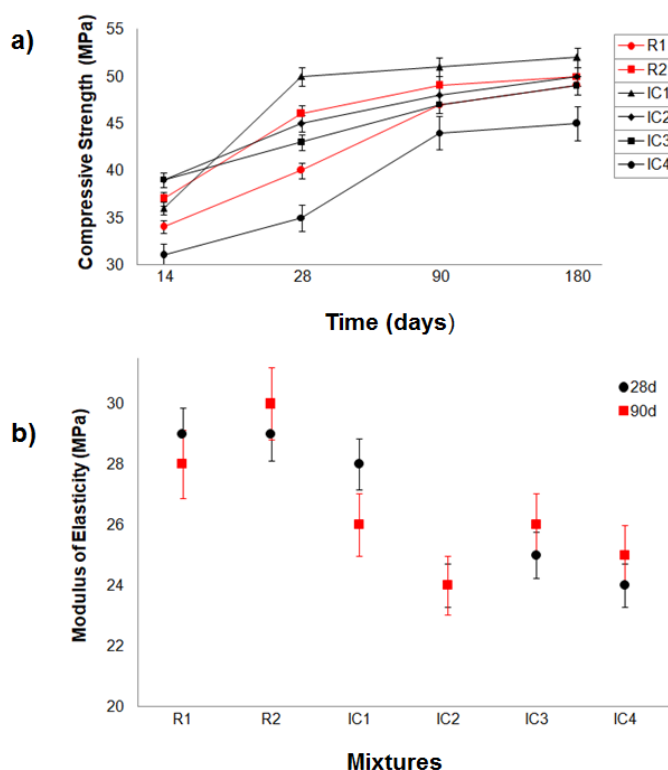 a)
Compressive Strength (MPa)
55
50
45
40
35
30
14 28 90 180
Time (days)
R1
R2
IC1
IC2
IC3
IC4
b)
Modulus of Elasticity (MPa)
30
28
26
24
22
20
28d
90d
R1 R2 IC1 IC2 IC3 IC4
Mixtures